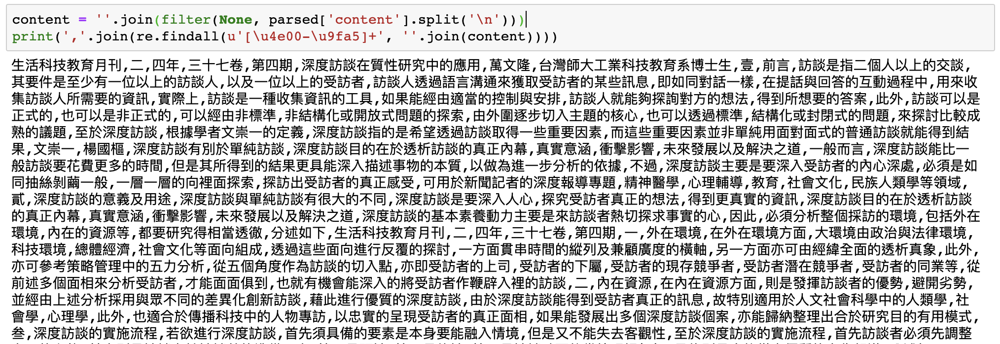 content = ''.join(filter(None, parsed['content'].split('\n')))
print(','.join(re.findall(u'[\u4e00-\u9fa5]+', ''.join(content))))
生活科技教育月刊,二,四年,三十七卷,第四期,深度訪談在質性研究中的應用,萬文隆,台灣師大工業科技教育系博士生,壹,前言,訪談是指二個人以上的交談,
其要件是至少有一位以上的訪談人,以及一位以上的受訪者,訪談人透過語言溝通來獲取受訪者的某些訊息,即如同對話一樣,在提話與回答的互動過程中,用來收
集訪談人所需要的資訊,實際上,訪談是一種收集資訊的工具,如果能經由適當的控制與安排,訪談人就能夠探詢對方的想法,得到所想要的答案,此外,訪談可以是
正式的,也可以是非正式的,可以經由非標準,非結構化或開放式問題的探索,由外圍逐步切入主題的核心,也可以透過標準,結構化或封閉式的問題,來探討比較成
熟的議題,至於深度訪談,根據學者文崇一的定義,深度訪談指的是希望透過訪談取得一些重要因素,而這些重要因素並非單純用面對面式的普通訪談就能得到結
果,文崇一,楊國樞,深度訪談有別於單純訪談,深度訪談目的在於透析訪談的真正內幕,真實意涵,衝擊影響,未來發展以及解決之道,一般而言,深度訪談能比一
般訪談要花費更多的時間,但是其所得到的結果更具能深入描述事物的本質,以做為進一步分析的依據,不過,深度訪談主要是要深入受訪者的內心深處,必須是如
同抽絲剝繭一般,一層一層的向裡面探索,探訪出受訪者的真正感受,可用於新聞記者的深度報導專題,精神醫學,心理輔導,教育,社會文化,民族人類學等領域,
貳,深度訪談的意義及用途,深度訪談與單純訪談有很大的不同,深度訪談是要深入人心,探究受訪者真正的想法,得到更真實的資訊,深度訪談目的在於透析訪談
的真正內幕,真實意涵,衝擊影響,未來發展以及解決之道,深度訪談的基本素養動力主要是來訪談者熱切探求事實的心,因此,必須分析整個採訪的環境,包括外在
環境,內在的資源等,都要研究得相當透徹,分述如下,生活科技教育月刊,二,四年,三十七卷,第四期,一,外在環境,在外在環境方面,大環境由政治與法律環境,
科技環境,總體經濟,社會文化等面向組成,透過這些面向進行反覆的探討,一方面貫串時間的縱列及兼顧廣度的橫軸,另一方面亦可由經緯全面的透析真象,此外,
亦可參考策略管理中的五力分析,從五個角度作為訪談的切入點,亦即受訪者的上司,受訪者的下屬,受訪者的現存競爭者,受訪者潛在競爭者,受訪者的同業等,從
前述多個面相來分析受訪者,才能面面俱到,也就有機會能深入的將受訪者作鞭辟入裡的訪談,二,內在資源,在內在資源方面,則是發揮訪談者的優勢,避開劣勢,
並經由上述分析採用與眾不同的差異化創新訪談,藉此進行優質的深度訪談,由於深度訪談能得到受訪者真正的訊息,故特別適用於人文社會科學中的人類學,社
會學,心理學,此外,也適合於傳播科技中的人物專訪,以忠實的呈現受訪者的真正面相,如果能發展出多個深度訪談個案,亦能歸納整理出合於研究目的有用模式,
叁,深度訪談的實施流程,若欲進行深度訪談,首先須具備的要素是本身要能融入情境,但是又不能失去客觀性,至於深度訪談的實施流程,首先訪談者必須先調整